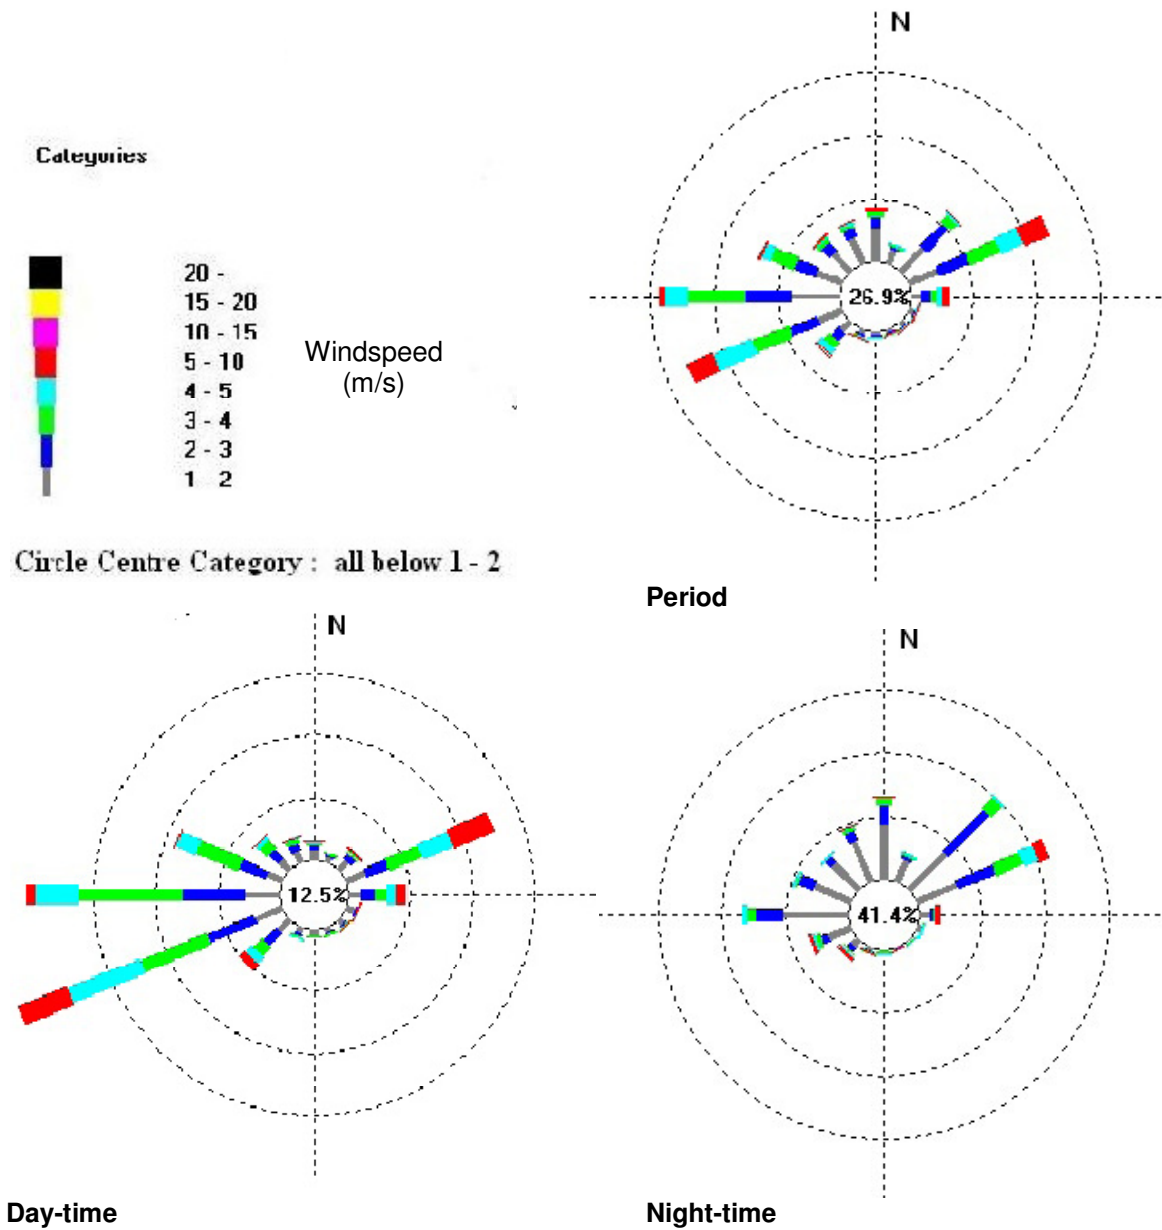 N
Categories
20 -
15 - 20
10 - 15
5 - 10
4 - 5
3 - 4
2 - 3
1 2
Windspeed
(m/s)
26.9%
Circle Centre Category : all below 1 - 2
Period
N
12.5%
N
41.4%
Day-time
Night-time